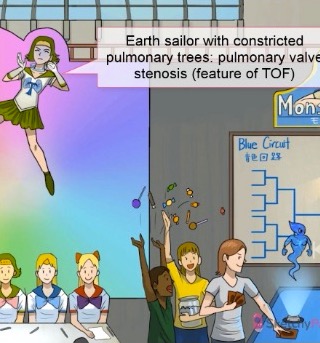 Earth sailor with constricted
pulmonary trees: pulmonary valve
stenosis (feature of TOF)
Mons
Blue Circuit